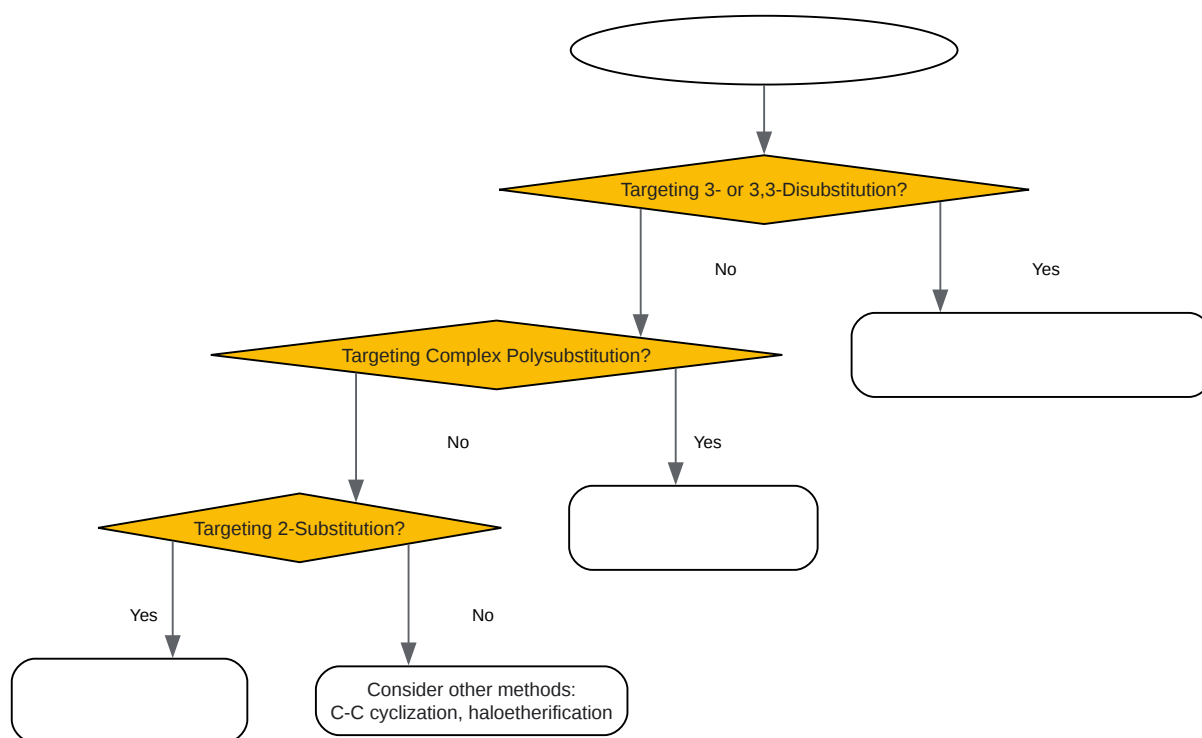 Targeting 3- or 3,3-Disubstitution?
No
Yes
Targeting Complex Polysubstitution?
No
Yes
Targeting 2-Substitution?
Yes
No
Consider other methods:
C-C cyclization, haloetherification